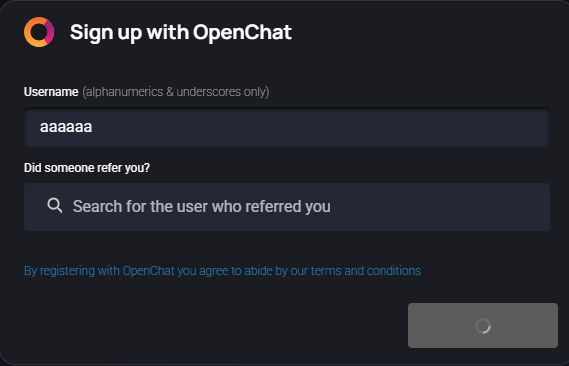 Sign up with OpenChat
Username (alphanumerics & underscores only)
aaaaaa
Did someone refer you?
Search for the user who referred you
By registering with OpenChat you agree to abide by our terms and conditions